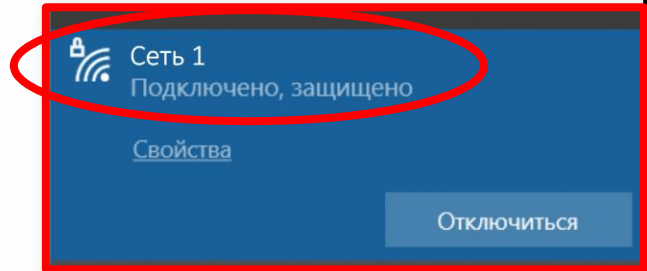 Сеть 1
Подключено, защищено
Свойства
Отключиться